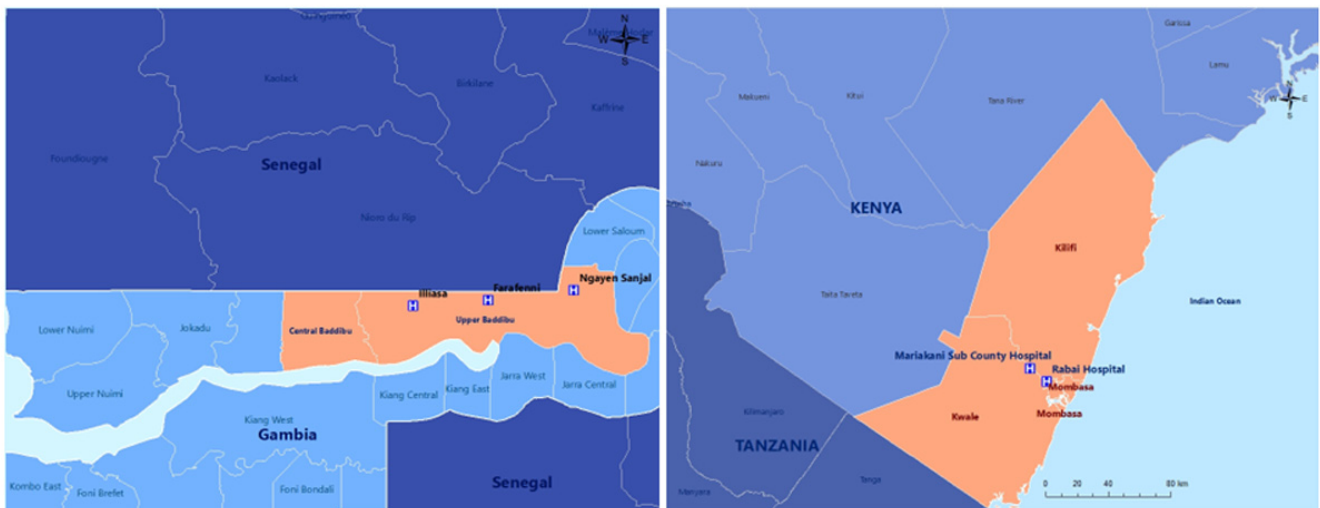 N
W E
S
Kaolack
Birkilane
Kaffrine
Foundiougne
Senegal
Nioro du Rip
Lower Saloum
Ngayen Sanjal
Illiasa
Farafenni
Lower Nuimi
Jokadu
Central Baddibu
Upper Baddibu
Upper Nuimi
Kiang Central
Kiang East
Jarra West
Jarra Central
Kiang West
Gambia
Kombo East
Foni Brefet
Foni Bondali
Senegal
H
H
H
Garissa
Lamu
N
W E
S
Makueni
Kitui
Tana River
Nakuru
KENYA
Kilifi
Taita Taveta
Indian Ocean
Mariakani Sub County Hospital
H
Rabai Hospital
H
Mombasa
Kwale
Mombasa
Kilimanjaro
TANZANIA
Tanga
Manyara
0 20 40 80 km